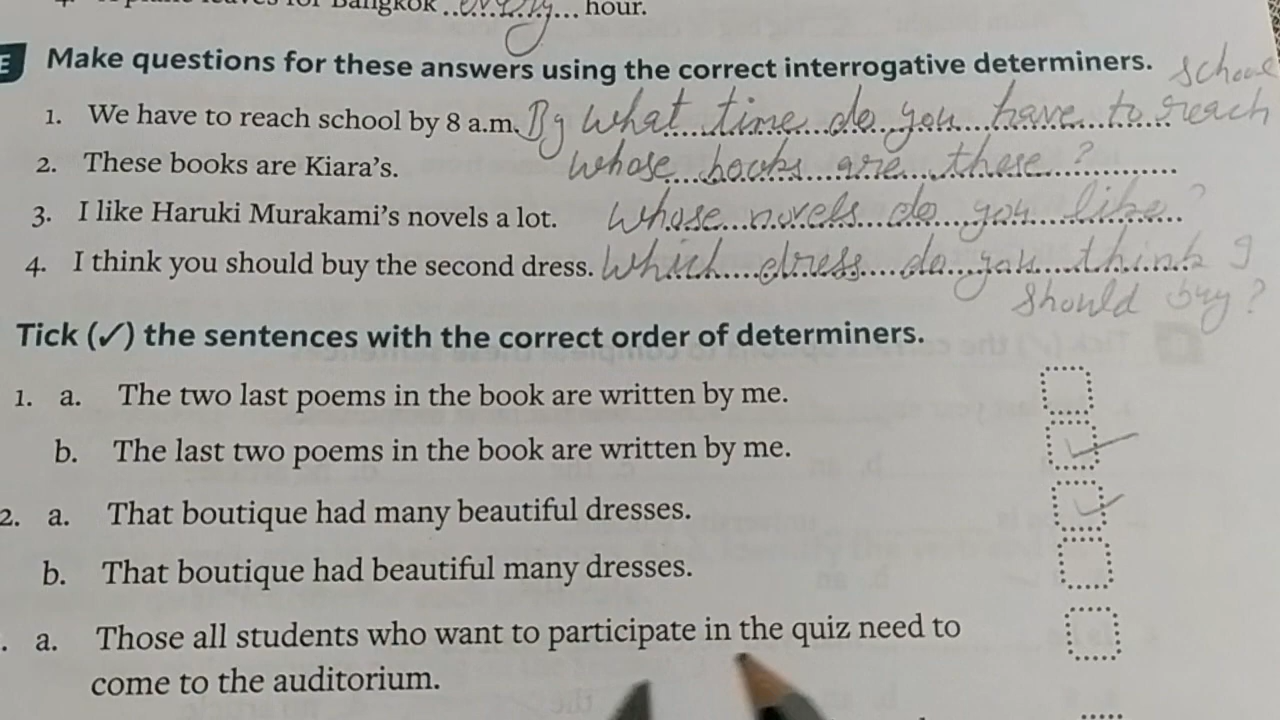 Bangkok ..every... hour.
E Make questions for these answers using the correct interrogative determiners. school
1. We have to reach school by 8 a.m. By what time do you have to reach
2. These books are Kiara's. whose books are these ?
3. I like Haruki Murakami's novels a lot. Whose novels do you like ?
4. I think you should buy the second dress. Which dress do you think I
should buy ?
Tick (✓) the sentences with the correct order of determiners.
1. a. The two last poems in the book are written by me.
b. The last two poems in the book are written by me. ✓
2. a. That boutique had many beautiful dresses. ✓
b. That boutique had beautiful many dresses.
. a. Those all students who want to participate in the quiz need to
come to the auditorium.